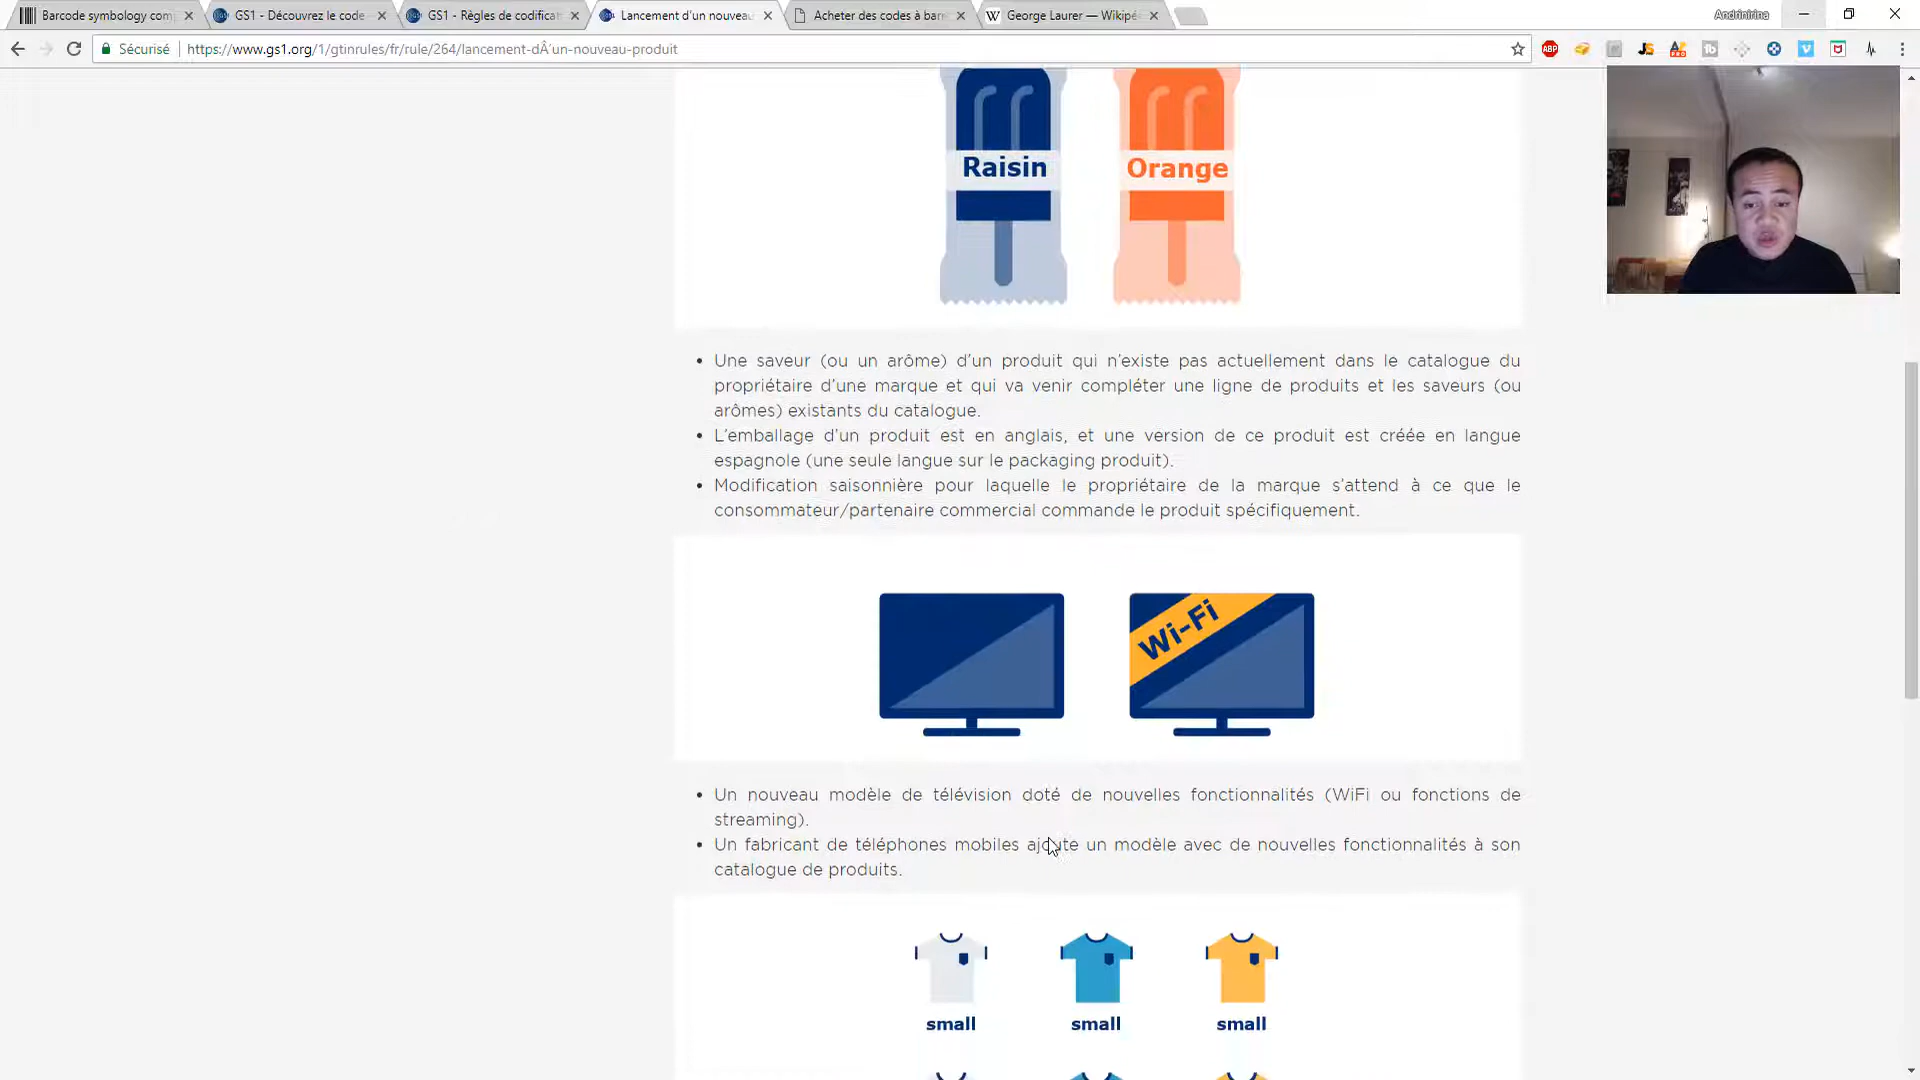 Barcode symbology com
GS1 - Découvrez le code
GS1 - Règles de codificat
Lancement d'un nouveau
Acheter des codes à barr
George Laurer — Wikipé
Andrinirina
Sécurisé
https://www.gs1.org/1/gtinrules/fr/rule/264/lancement-dÂ´un-nouveau-produit
Raisin
Orange
• Une saveur (ou un arôme) d'un produit qui n'existe pas actuellement dans le catalogue du
propriétaire d'une marque et qui va venir compléter une ligne de produits et les saveurs (ou
arômes) existants du catalogue.
• L'emballage d'un produit est en anglais, et une version de ce produit est créée en langue
espagnole (une seule langue sur le packaging produit).
• Modification saisonnière pour laquelle le propriétaire de la marque s'attend à ce que le
consommateur/partenaire commercial commande le produit spécifiquement.
Wi-Fi
• Un nouveau modèle de télévision doté de nouvelles fonctionnalités (WiFi ou fonctions de
streaming).
• Un fabricant de téléphones mobiles ajoute un modèle avec de nouvelles fonctionnalités à son
catalogue de produits.
small small small